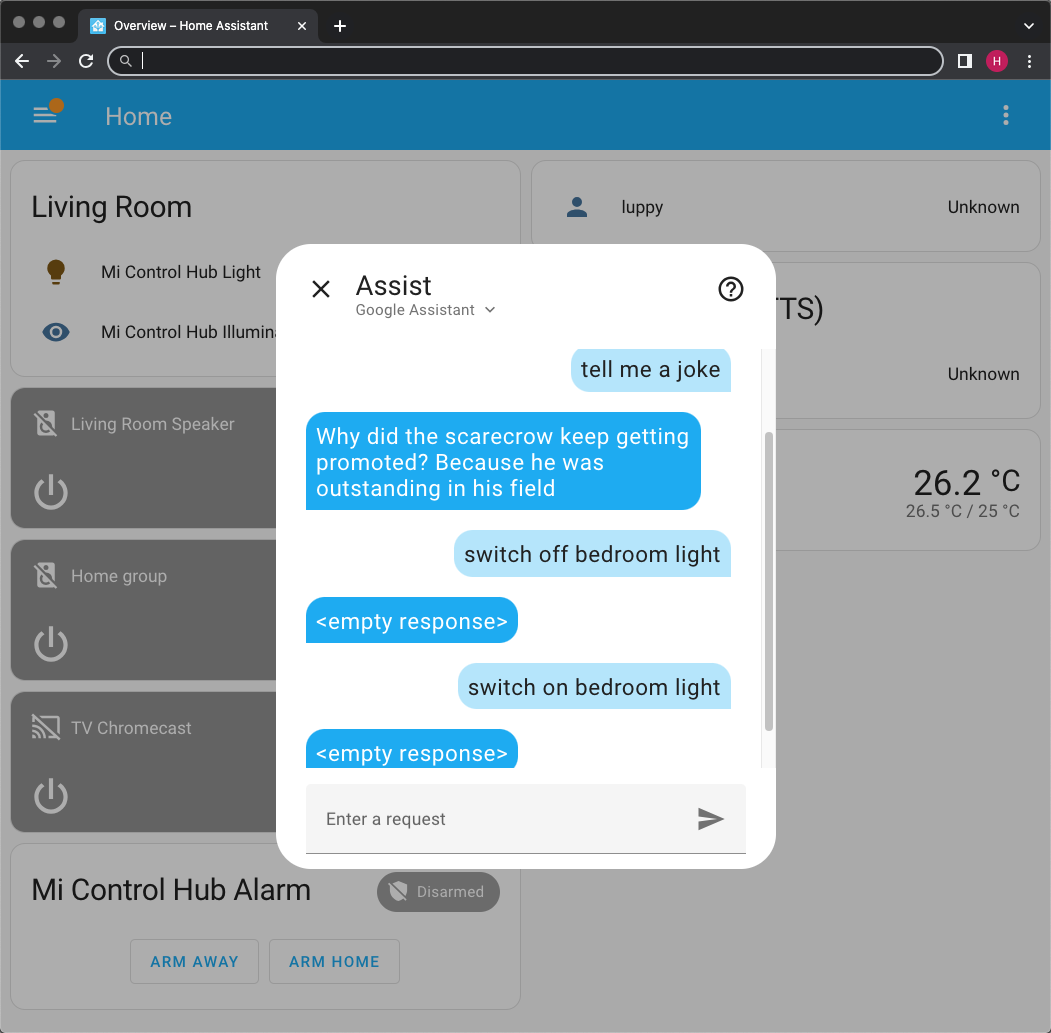 Overview – Home Assistant
H
Home
Living Room
Mi Control Hub Light
Mi Control Hub Illumina
Living Room Speaker
Home group
TV Chromecast
Mi Control Hub Alarm
Disarmed
ARM AWAY
ARM HOME
luppy
Unknown
TTS)
Unknown
26.2 °C
26.5 °C / 25 °C
Assist
Google Assistant
tell me a joke
Why did the scarecrow keep getting
promoted? Because he was
outstanding in his field
switch off bedroom light
<empty response>
switch on bedroom light
<empty response>
Enter a request